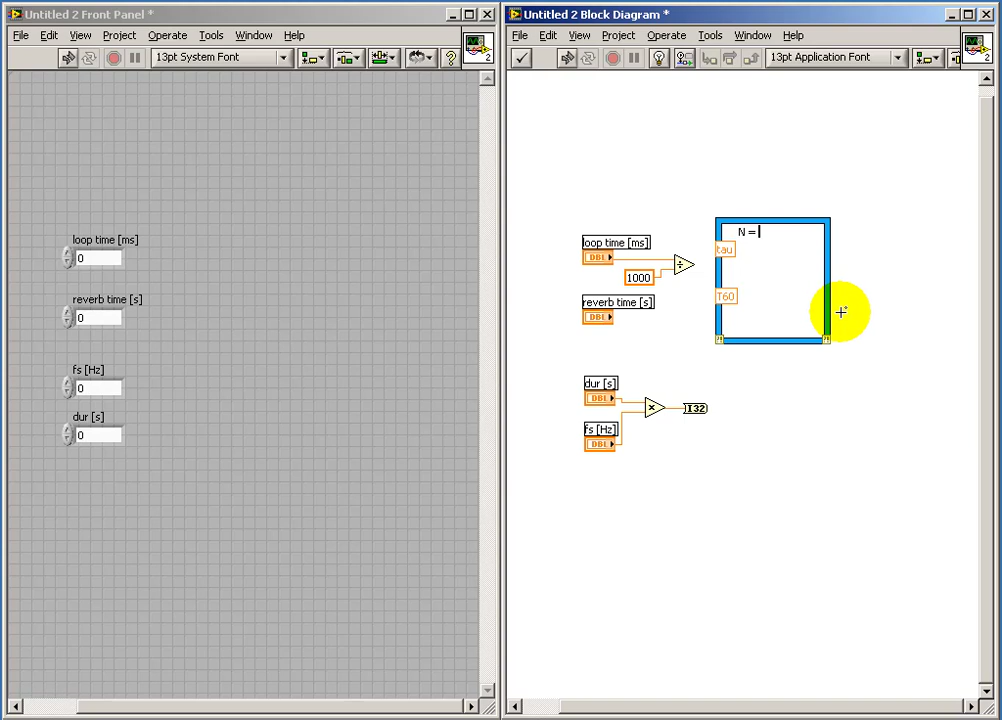 Untitled 2 Front Panel *
File Edit View Project Operate Tools Window Help
13pt System Font
2
loop time [ms]
0
reverb time [s]
0
fs [Hz]
0
dur [s]
0
Untitled 2 Block Diagram *
File Edit View Project Operate Tools Window Help
13pt Application Font
2
loop time [ms]
DBL
1000
÷
reverb time [s]
DBL
N =
tau
T60
dur [s]
DBL
×
I32
fs [Hz]
DBL